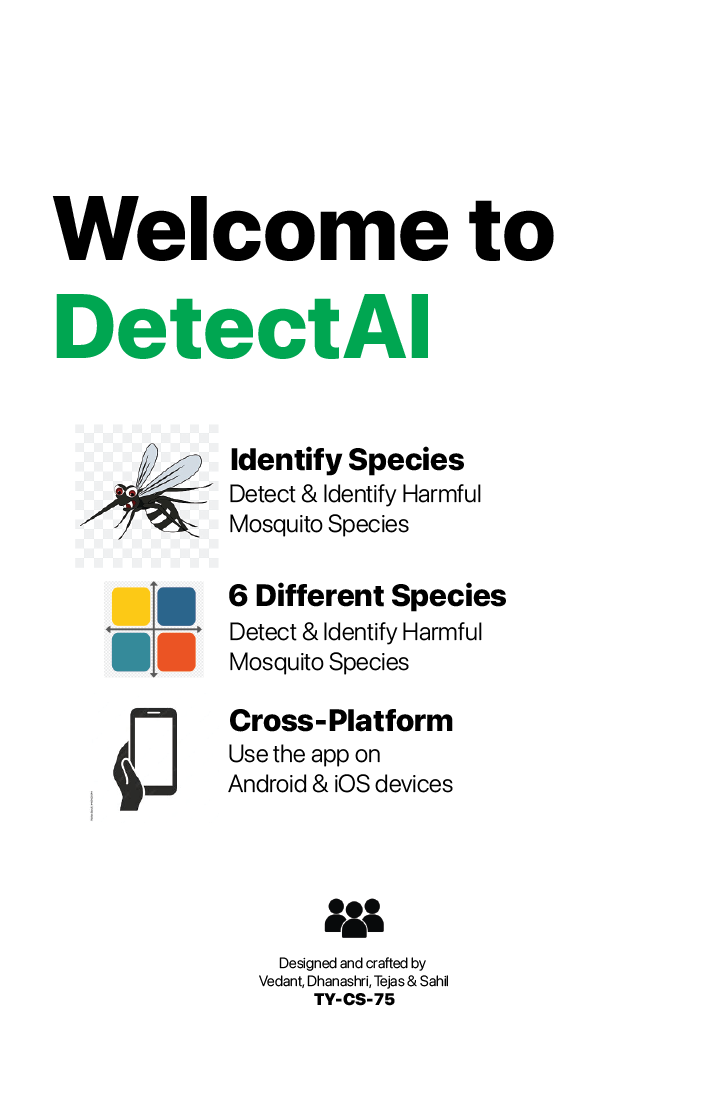 Welcome to
DetectAI
Identify Species
Detect & Identify Harmful
Mosquito Species
6 Different Species
Detect & Identify Harmful
Mosquito Species
Cross-Platform
Use the app on
Android & iOS devices
Designed and crafted by
Vedant, Dhanashri, Tejas & Sahil
TY-CS-75